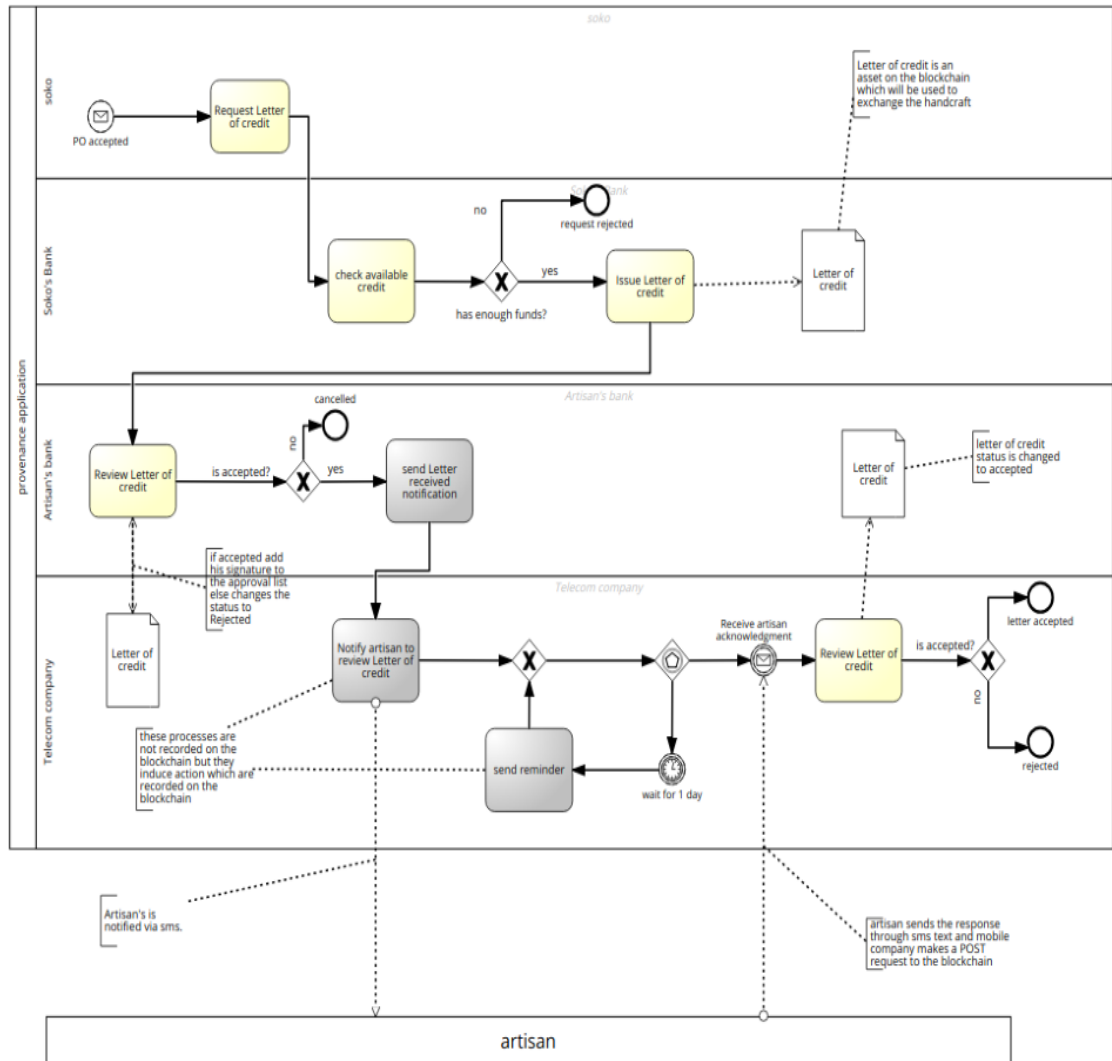 provenance application
soko
soko
PO accepted
Request Letter
of credit
Letter of credit is an
asset on the blockchain
which will be used to
exchange the handcraft
Soko's Bank
Soko's Bank
check available
credit
no
request rejected
has enough funds?
yes
Issue Letter of
credit
Letter of
credit
Artisan's bank
Artisan's bank
Review Letter of
credit
is accepted?
no
cancelled
yes
send Letter
received
notification
Letter of
credit
letter of credit
status is changed
to accepted
if accepted add
his signature to
the approval list
else changes the
status to
Rejected
Telecom company
Telecom company
Letter of
credit
Notify artisan to
review Letter of
credit
Receive artisan
acknowledgment
Review Letter of
credit
is accepted?
letter accepted
no
rejected
these processes are
not recorded on the
blockchain but they
induce action which are
recorded on the
blockchain
send reminder
wait for 1 day
Artisan's is
notified via sms.
artisan sends the response
through sms text and mobile
company makes a POST
request to the blockchain
artisan